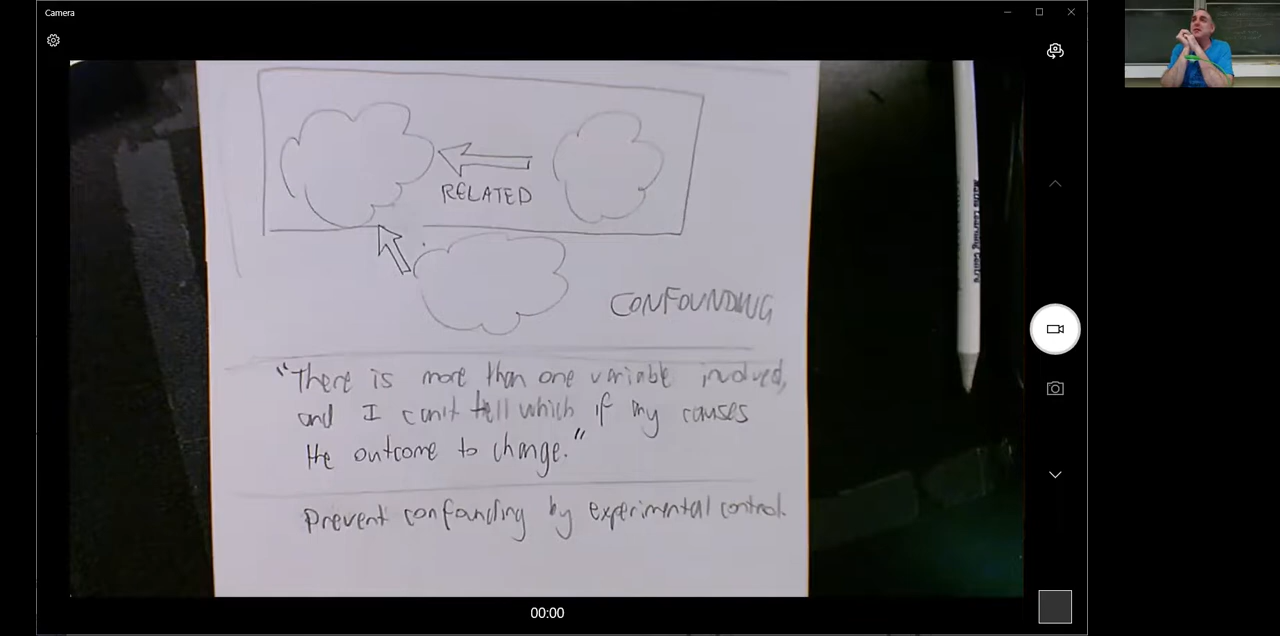 Camera
RELATED
CONFOUNDING
"There is more than one variable involved,
and I can't tell which if my causes
the outcome to change."
Prevent confounding by experimental control.
00:00